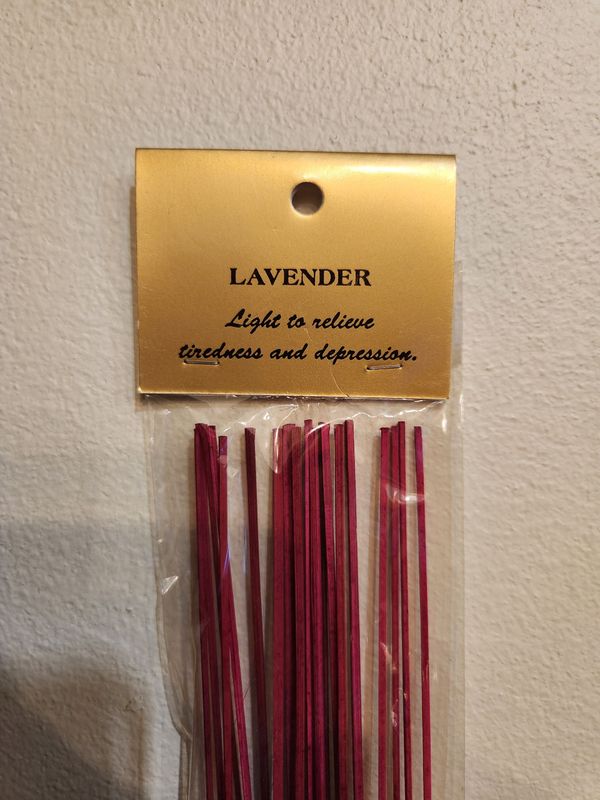 LAVENDER
Light to relieve
tiredness and depression.